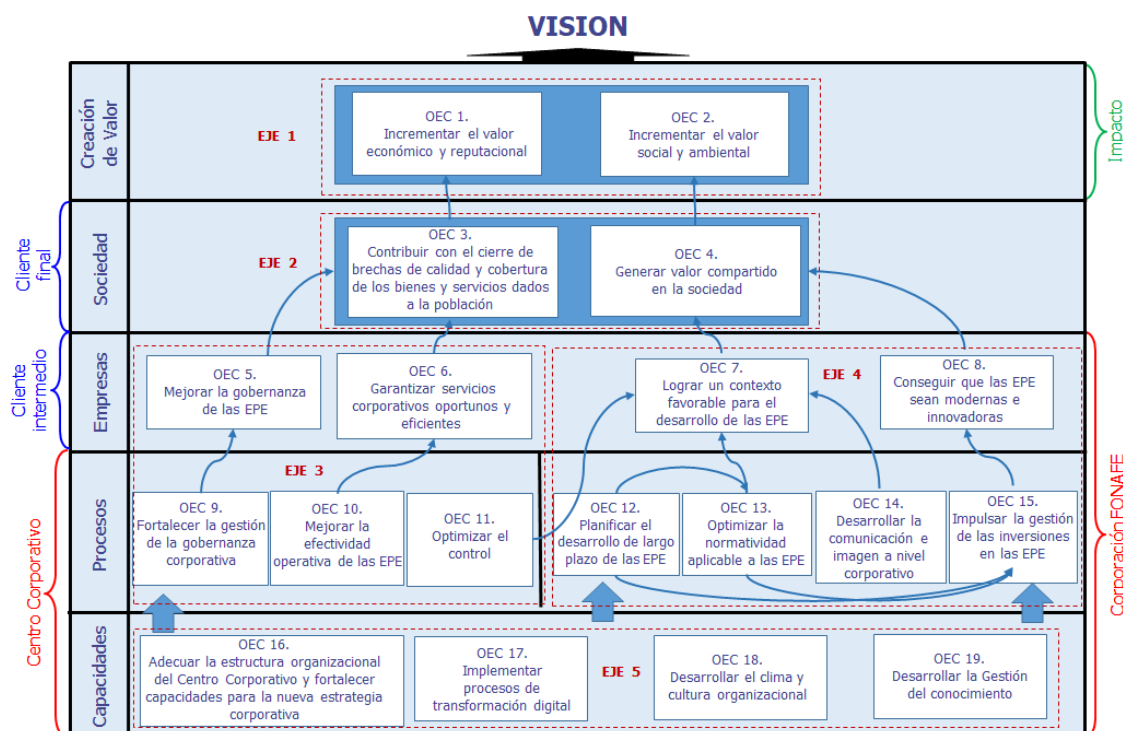 VISION
Creación
de Valor
EJE 1
OEC 1.
Incrementar el valor
económico y reputacional
OEC 2.
Incrementar el valor
social y ambiental
Impacto
Cliente
final
Sociedad
EJE 2
OEC 3.
Contribuir con el cierre de
brechas de calidad y cobertura
de los bienes y servicios dados
a la población
OEC 4.
Generar valor compartido
en la sociedad
Cliente
intermedio
Empresas
OEC 5.
Mejorar la gobernanza
de las EPE
OEC 6.
Garantizar servicios
corporativos oportunos y
eficientes
OEC 7.
Lograr un contexto
favorable para el
desarrollo de las EPE
EJE 4
OEC 8.
Conseguir que las EPE
sean modernas e
innovadoras
Corporación FONAFE
Centro Corporativo
Procesos
EJE 3
OEC 9.
Fortalecer la gestión
de la gobernanza
corporativa
OEC 10.
Mejorar la
efectividad
operativa de las EPE
OEC 11.
Optimizar el
control
OEC 12.
Planificar el
desarrollo de largo
plazo de las EPE
OEC 13.
Optimizar la
normatividad
aplicable a las EPE
OEC 14.
Desarrollar la
comunicación e
imagen a nivel
corporativo
OEC 15.
Impulsar la gestión
de las inversiones
en las EPE
Capacidades
OEC 16.
Adecuar la estructura organizacional
del Centro Corporativo y fortalecer
capacidades para la nueva estrategia
corporativa
OEC 17.
Implementar
procesos de
transformación digital
EJE 5
OEC 18.
Desarrollar el clima y
cultura organizacional
OEC 19.
Desarrollar la Gestión
del conocimiento